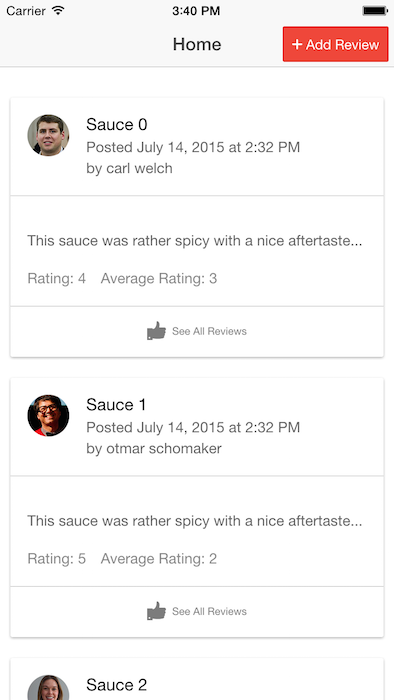 Carrier 3:40 PM
Home + Add Review
Sauce 0
Posted July 14, 2015 at 2:32 PM
by carl welch
This sauce was rather spicy with a nice aftertaste...
Rating: 4 Average Rating: 3
See All Reviews
Sauce 1
Posted July 14, 2015 at 2:32 PM
by otmar schomaker
This sauce was rather spicy with a nice aftertaste...
Rating: 5 Average Rating: 2
See All Reviews
Sauce 2